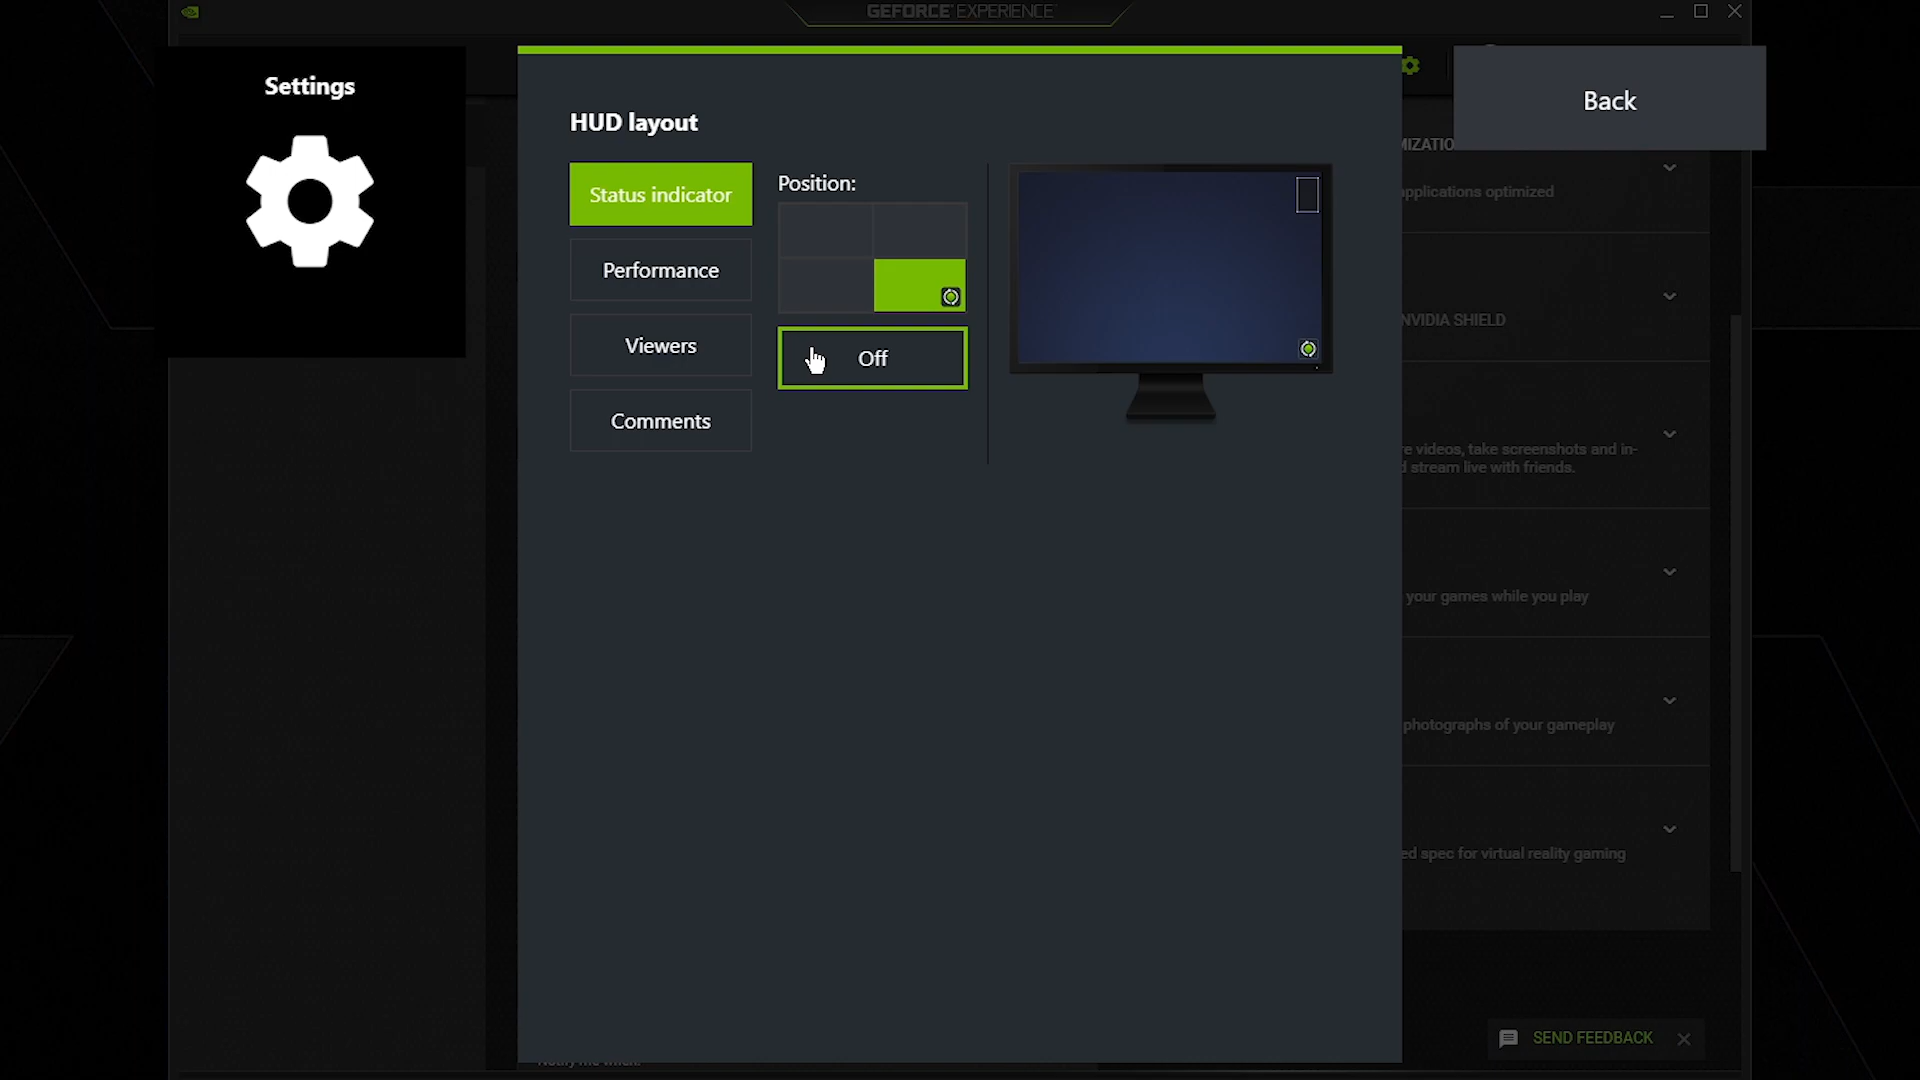 GEFORCE EXPERIENCE
Settings
Back
HUD layout
MIZATIO
Status indicator
Position:
applications optimized
Performance
NVIDIA SHIELD
Viewers
Off
Comments
re videos, take screenshots and in-
d stream live with friends.
your games while you play
photographs of your gameplay
ed spec for virtual reality gaming
SEND FEEDBACK